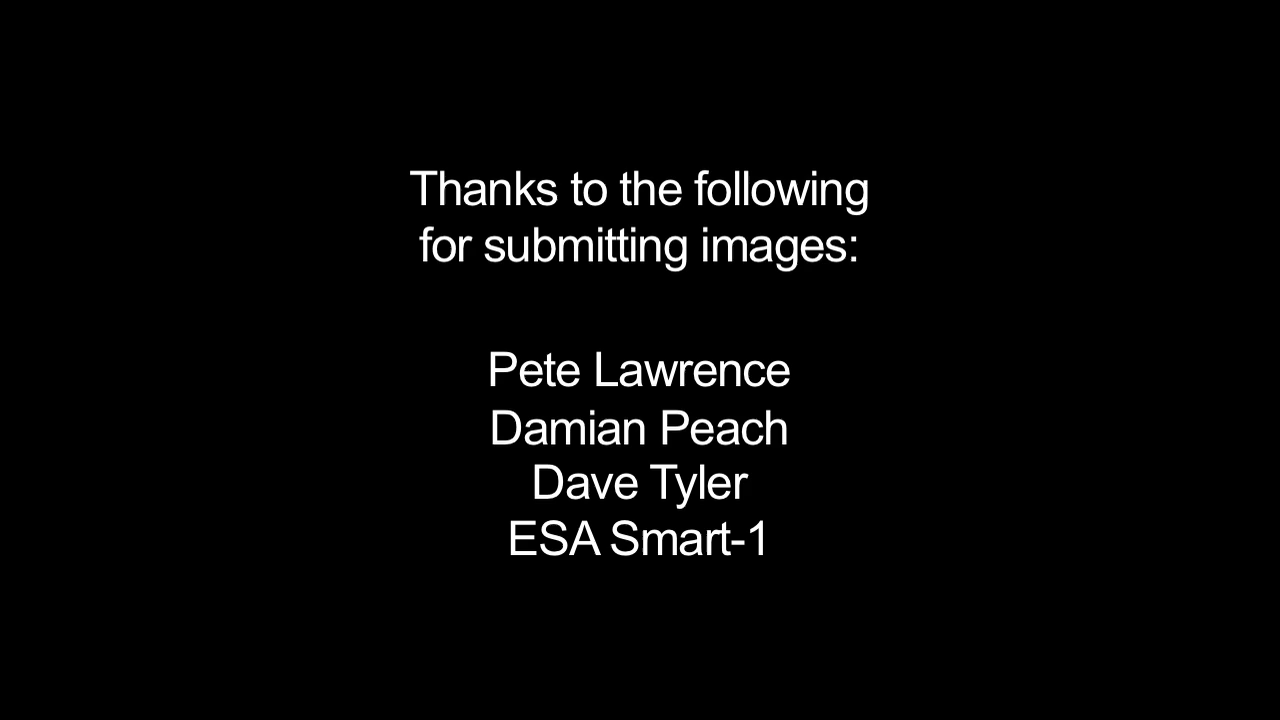 Thanks to the following
for submitting images:
Pete Lawrence
Damian Peach
Dave Tyler
ESA Smart-1